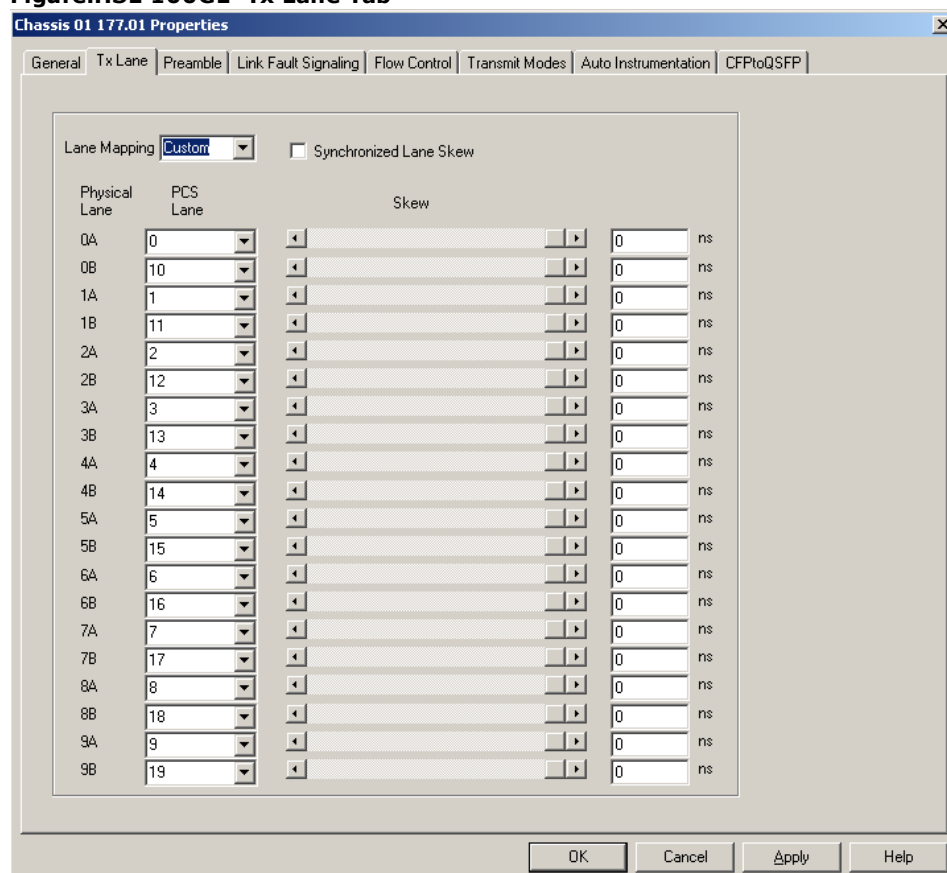 Tx Lane Tab
Chassis 01 177.01 Properties
General Tx Lane Preamble Link Fault Signaling Flow Control Transmit Modes Auto Instrumentation CFPtoQSFP
Lane Mapping Custom Synchronized Lane Skew
Physical Lane PCS Lane Skew
0A 0 0 ns
0B 10 0 ns
1A 1 0 ns
1B 11 0 ns
2A 2 0 ns
2B 12 0 ns
3A 3 0 ns
3B 13 0 ns
4A 4 0 ns
4B 14 0 ns
5A 5 0 ns
5B 15 0 ns
6A 6 0 ns
6B 16 0 ns
7A 7 0 ns
7B 17 0 ns
8A 8 0 ns
8B 18 0 ns
9A 9 0 ns
9B 19 0 ns
OK Cancel Apply Help